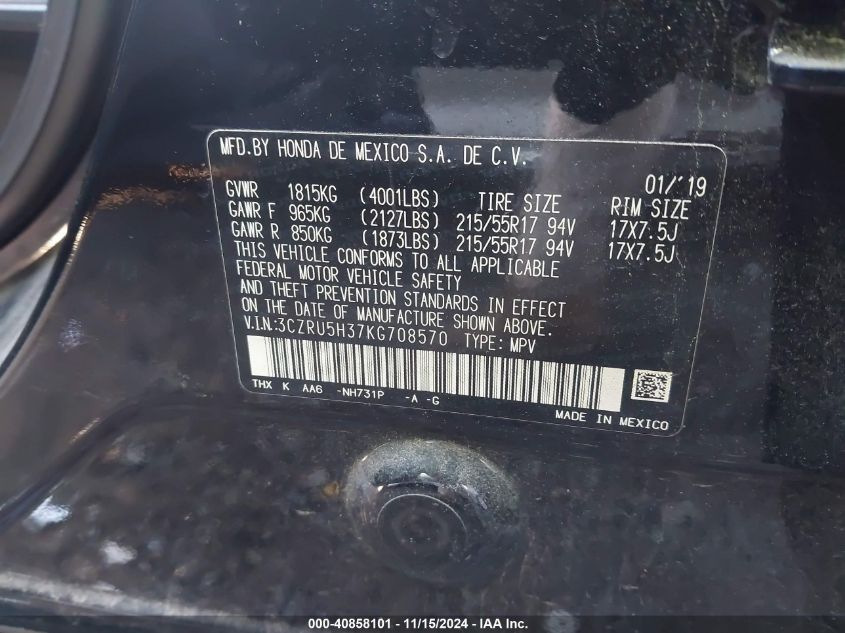 MFD.BY HONDA DE MEXICO S.A. DE C.V.
01/'19
GVWR 1815KG (4001LBS) TIRE SIZE RIM SIZE
GAWR F 965KG (2127LBS) 215/55R17 94V 17X7.5J
GAWR R 850KG (1873LBS) 215/55R17 94V 17X7.5J
THIS VEHICLE CONFORMS TO ALL APPLICABLE
FEDERAL MOTOR VEHICLE SAFETY
AND THEFT PREVENTION STANDARDS IN EFFECT
ON THE DATE OF MANUFACTURE SHOWN ABOVE.
V.I.N.:3CZRU5H37KG708570 TYPE: MPV
THX K AA6 -NH731P -A -G
MADE IN MEXICO
000-40858101 - 11/15/2024 - IAA Inc.